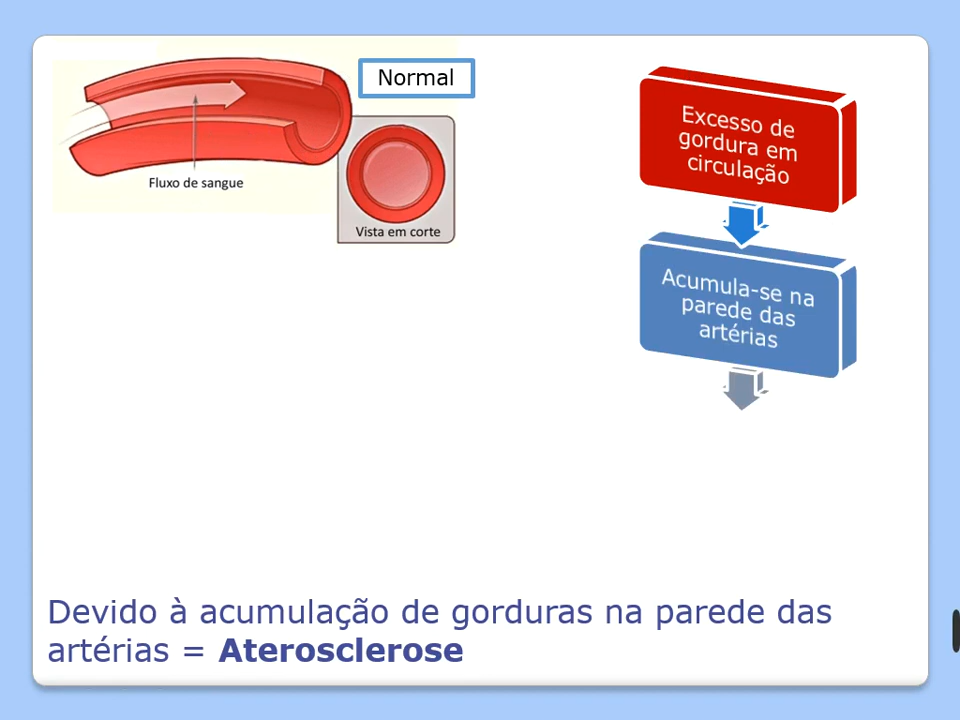 Normal
Fluxo de sangue
Vista em corte
Excesso de
gordura em
circulação
Acumula-se na
parede das
artérias
Devido à acumulação de gorduras na parede das
artérias = Aterosclerose